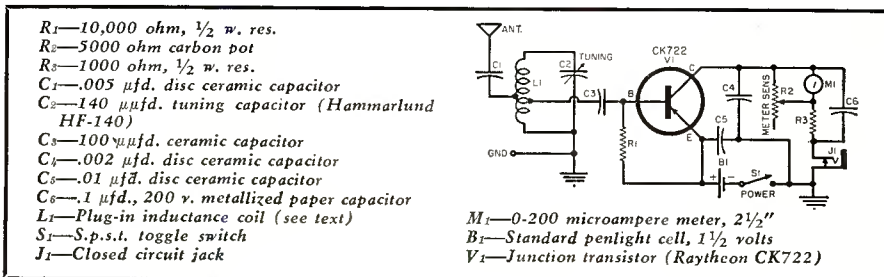 R1—10,000 ohm, 1/2 w. res.
R2—5000 ohm carbon pot
R3—1000 ohm, 1/2 w. res.
C1—.005 μfd. disc ceramic capacitor
C2—140 μμfd. tuning capacitor (Hammarlund
HF-140)
C3—100 μμfd. ceramic capacitor
C4—.002 μfd. disc ceramic capacitor
C5—.01 μfd. disc ceramic capacitor
C6—.1 μfd., 200 v. metallized paper capacitor
L1—Plug-in inductance coil (see text)
S1—S.p.s.t. toggle switch
J1—Closed circuit jack
ANT.
C1
L1
C2
TUNING
C3
GND
CK722
V1
B
C
E
R1
C4
C5
B1
+ -
S1
POWER
METER SENS
R2
M1
R3
C6
J1
M1—0-200 microampere meter, 2 1/2"
B1—Standard penlight cell, 1 1/2 volts
V1—Junction transistor (Raytheon CK722)